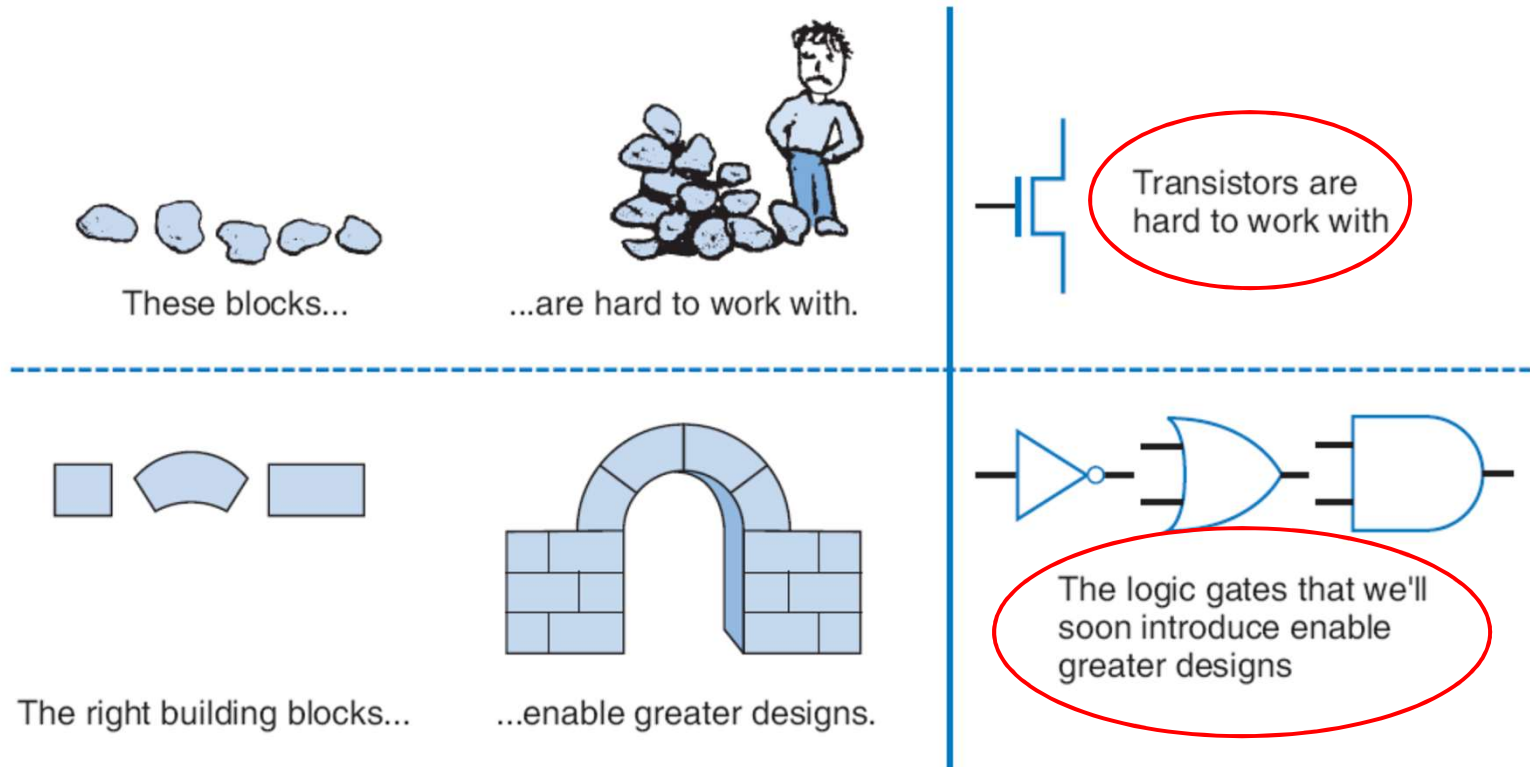 These blocks...
...are hard to work with.
Transistors are
hard to work with
The right building blocks...
...enable greater designs.
The logic gates that we'll
soon introduce enable
greater designs